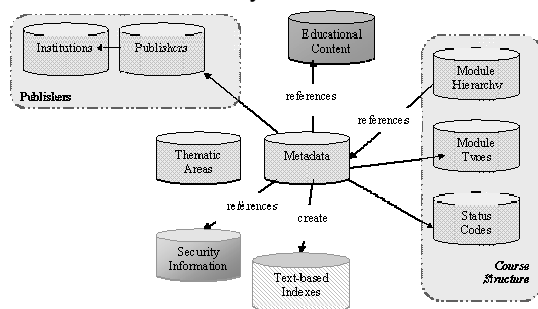 Educational
Content
Institutions
Publishers
Publishers
references
Module
Hierarchy
references
Thematic
Areas
Metadata
Module
Types
references
create
Status
Codes
Security
Information
Text-based
Indexes
Course
Structure